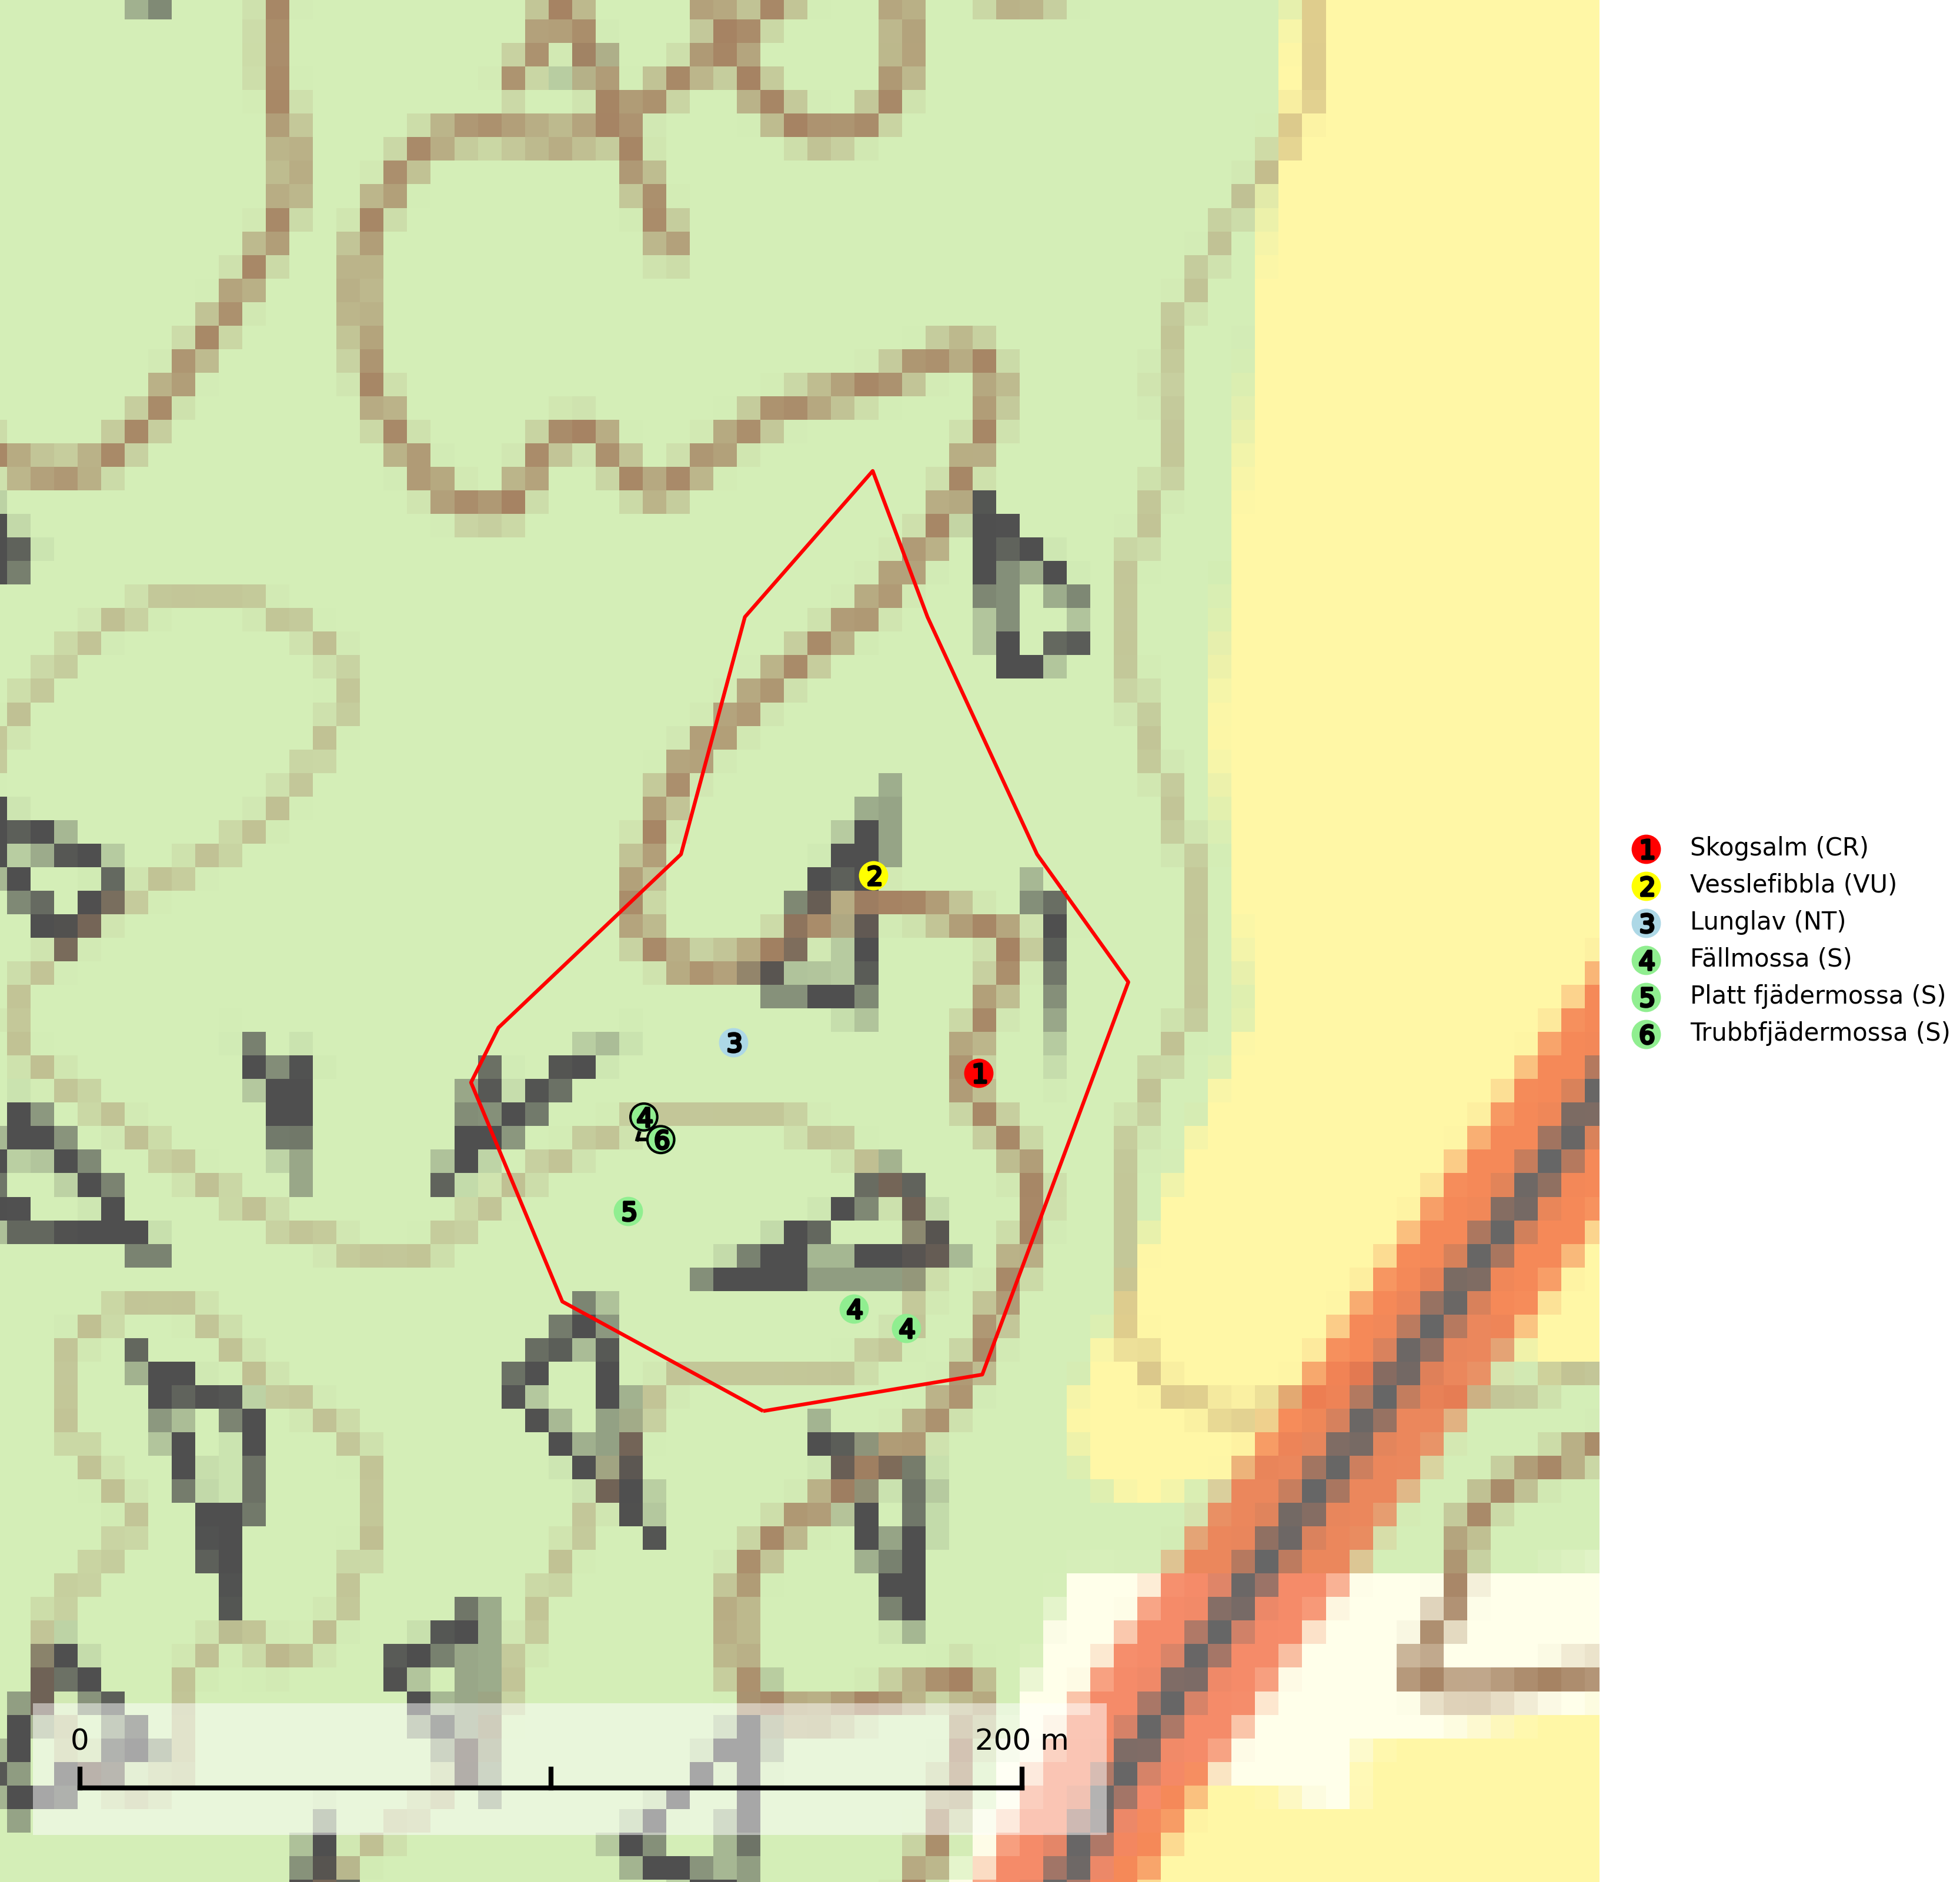 2
3
1
4
6
5
4
4
0 200 m
1 Skogsalm (CR)
2 Vesslefibbla (VU)
3 Lunglav (NT)
4 Fällmossa (S)
5 Platt fjädermossa (S)
6 Trubbfjädermossa (S)